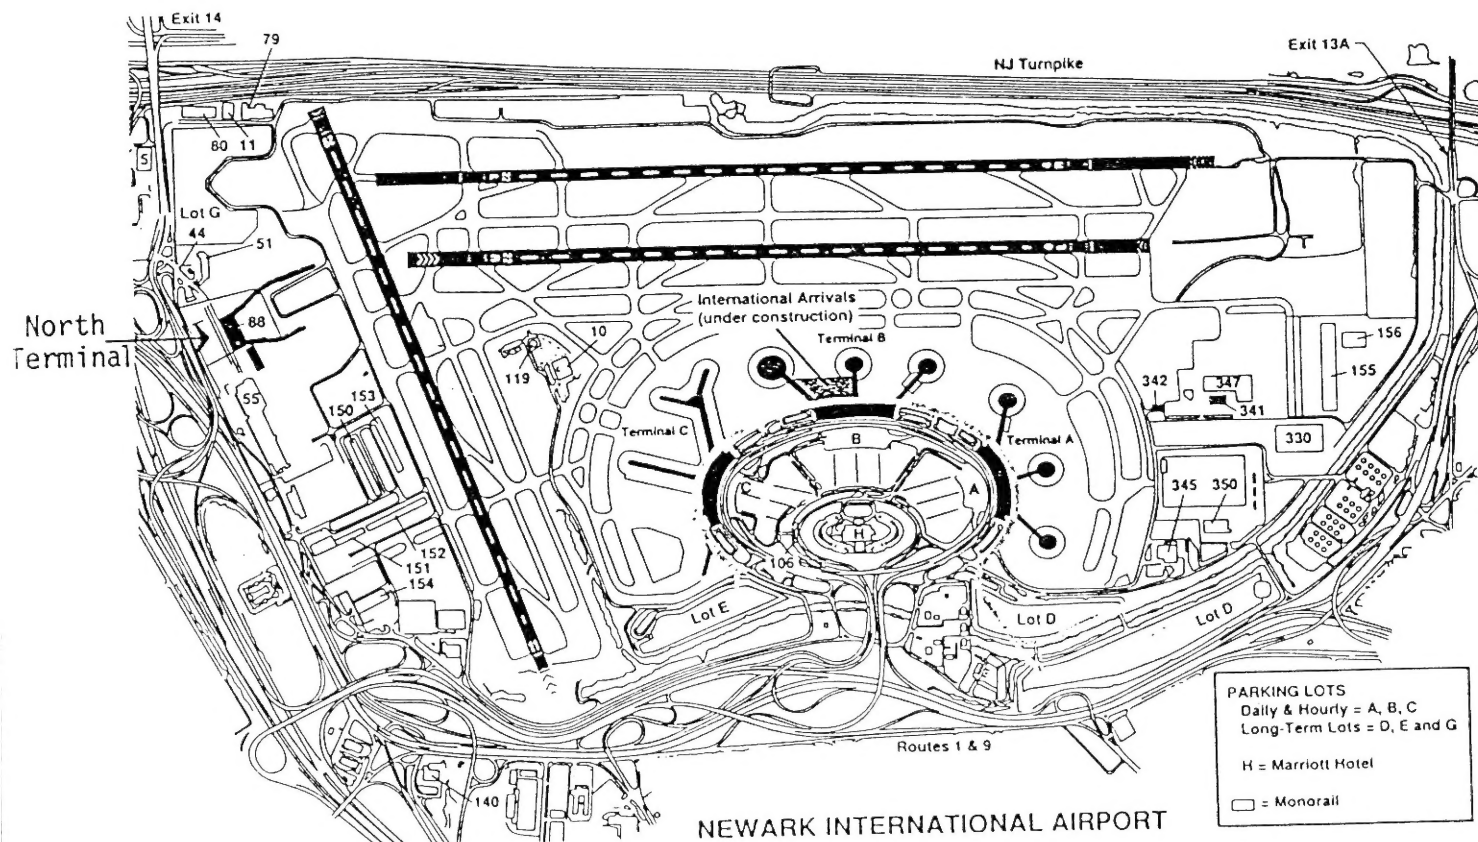 Exit 14
79
NJ Turnpike
Exit 13A
80 11
S
Lot G
44
51
88
North
Terminal
International Arrivals
(under construction)
Terminal B
10
119
55
150
153
Terminal C
Terminal A
B
C
A
H
106
342
347
341
156
155
330
345
350
152
151
154
Lot E
Lot D
Lot D
Routes 1 & 9
140
PARKING LOTS
Daily & Hourly = A, B, C
Long-Term Lots = D, E and G
H = Marriott Hotel
= Monorail
NEWARK INTERNATIONAL AIRPORT